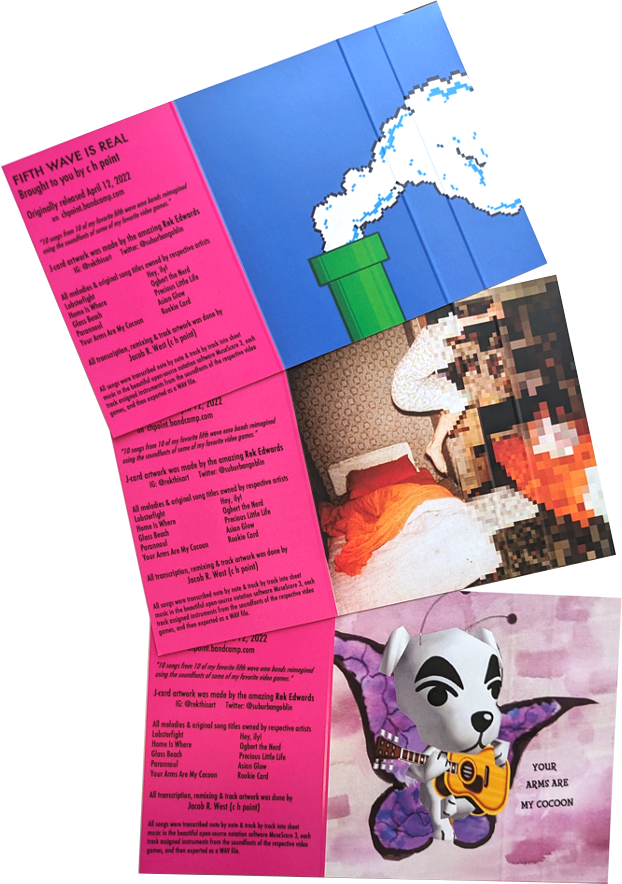 FIFTH WAVE IS REAL
Brought to you by c h point
Originally released April 12, 2022
on chpoint.bandcamp.com
"10 songs from 10 of my favorite fifth wave emo bands reimagined
using the soundfonts of some of my favorite video games."
J-card artwork was made by the amazing Rek Edwards
IG: @rekthisart Twitter: @suburbangoblin
All melodies & original song titles owned by respective artists
Lobsterfight Hey, ily!
Home Is Where Ogbert the Nerd
Glass Beach Precious Little Life
Parannoul Asian Glow
Your Arms Are My Cocoon Rookie Card
All transcription, remixing & track artwork was done by
Jacob R. West (c h point)
All songs were transcribed note by note & track by track into sheet
music in the beautiful open-source notation software MuseScore 3, each
track assigned instruments from the soundfonts of the respective video
games, and then exported as a WAV file.
12, 2022
on chpoint.bandcamp.com
"10 songs from 10 of my favorite fifth wave emo bands reimagined
using the soundfonts of some of my favorite video games."
J-card artwork was made by the amazing Rek Edwards
IG: @rekthisart Twitter: @suburbangoblin
All melodies & original song titles owned by respective artists
Lobsterfight Hey, ily!
Home Is Where Ogbert the Nerd
Glass Beach Precious Little Life
Parannoul Asian Glow
Your Arms Are My Cocoon Rookie Card
All transcription, remixing & track artwork was done by
Jacob R. West (c h point)
All songs were transcribed note by note & track by track into sheet
music in the beautiful open-source notation software MuseScore 3, each
track assigned instruments from the soundfonts of the respective video
games, and then exported as a WAV file.
12, 2022
point.bandcamp.com
"10 songs from 10 of my favorite fifth wave emo bands reimagined
using the soundfonts of some of my favorite video games."
J-card artwork was made by the amazing Rek Edwards
IG: @rekthisart Twitter: @suburbangoblin
All melodies & original song titles owned by respective artists
Lobsterfight Hey, ily!
Home Is Where Ogbert the Nerd
Glass Beach Precious Little Life
Parannoul Asian Glow
Your Arms Are My Cocoon Rookie Card
All transcription, remixing & track artwork was done by
Jacob R. West (c h point)
All songs were transcribed note by note & track by track into sheet
music in the beautiful open-source notation software MuseScore 3, each
track assigned instruments from the soundfonts of the respective video
games, and then exported as a WAV file.
YOUR
ARMS ARE
MY COCOON